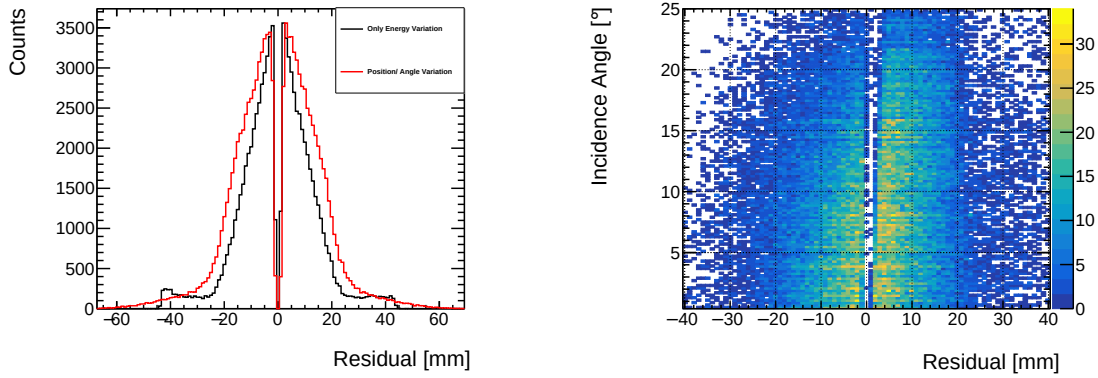 Counts
3500
3000
2500
2000
1500
1000
500
0
−60 −40 −20 0 20 40 60
Residual [mm]
Only Energy Variation
Position/ Angle Variation
Incidence Angle [°]
25
20
15
10
5
−40 −30 −20 −10 0 10 20 30 40
Residual [mm]
30
25
20
15
10
5
0